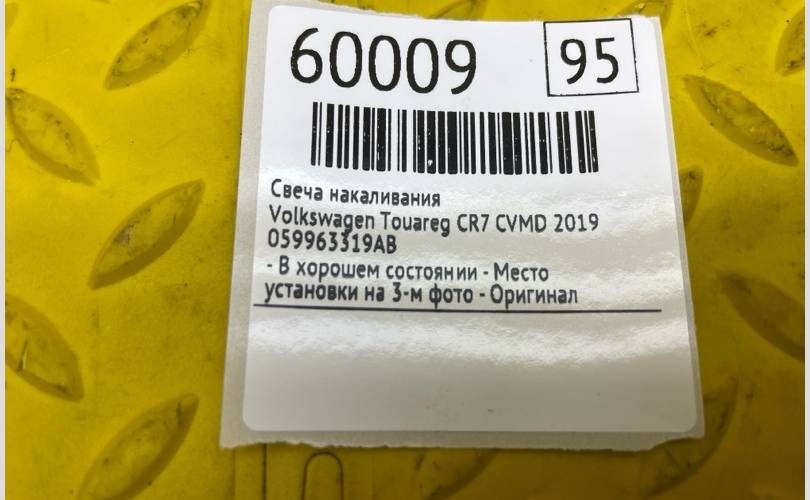 60009 95
Свеча накаливания
Volkswagen Touareg CR7 CVMD 2019
059963319AB
- В хорошем состоянии - Место
установки на 3-м фото - Оригинал